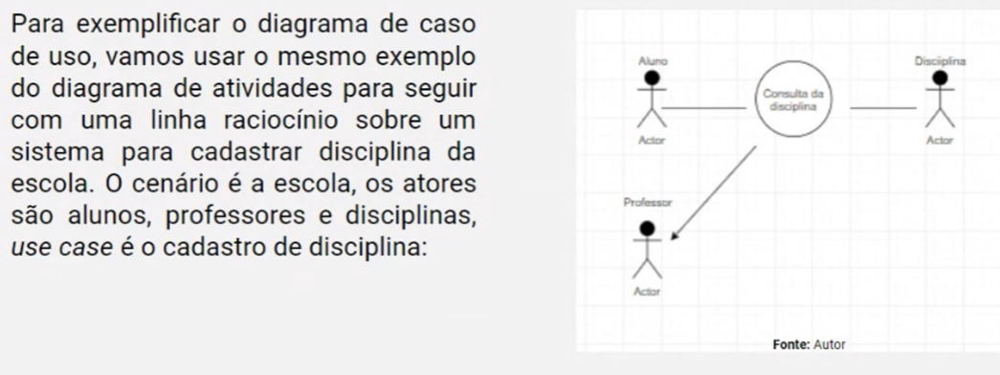 Para exemplificar o diagrama de caso
de uso, vamos usar o mesmo exemplo
do diagrama de atividades para seguir
com uma linha raciocínio sobre um
sistema para cadastrar disciplina da
escola. O cenário é a escola, os atores
são alunos, professores e disciplinas,
use case é o cadastro de disciplina:
Aluno
Actor
Consulta da
disciplina
Disciplina
Actor
Professor
Actor
Fonte: Autor